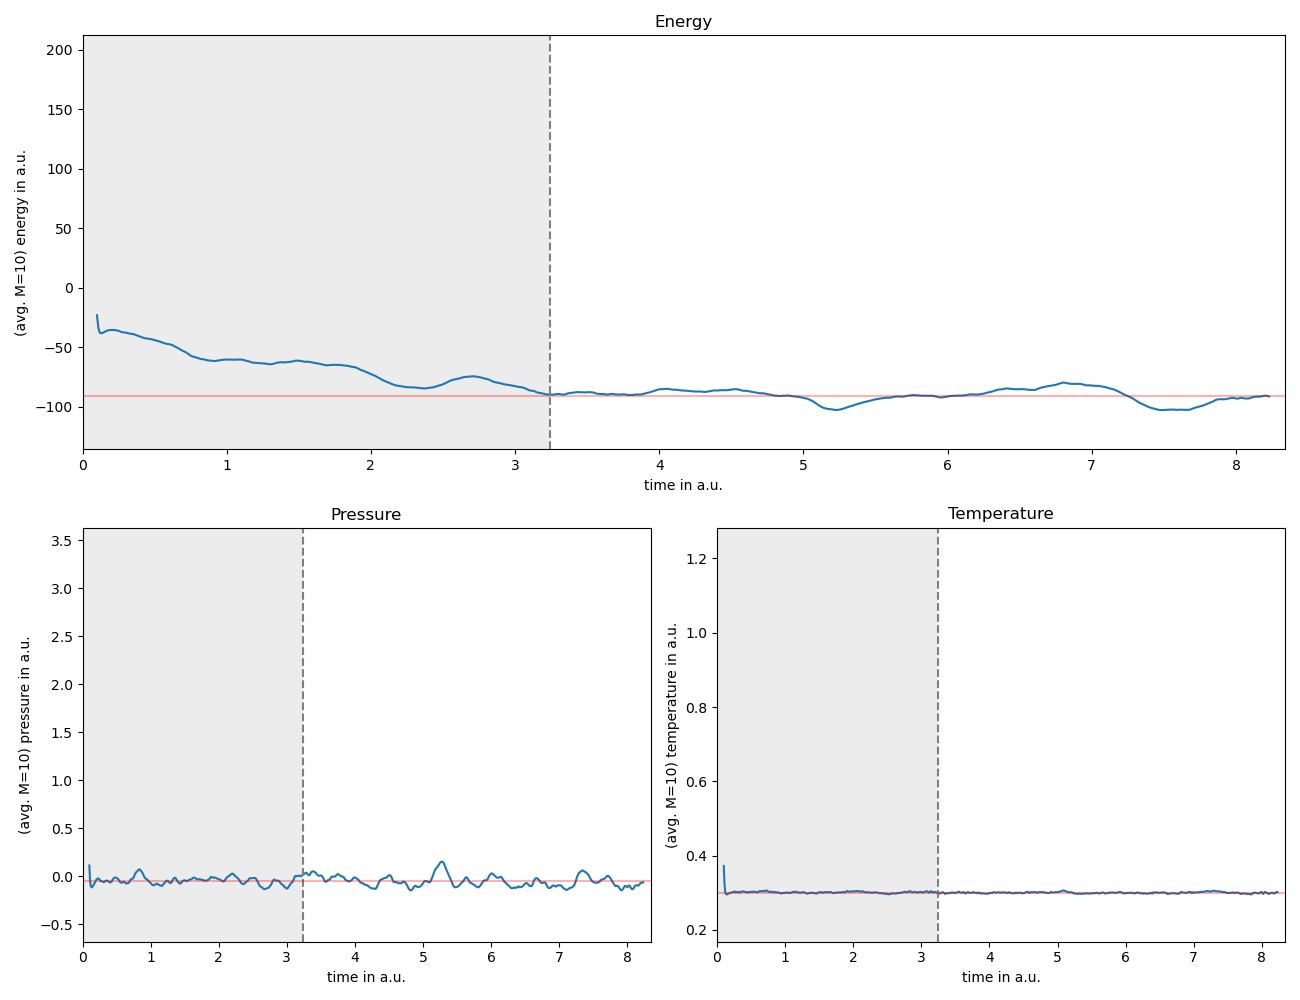 Energy
(avg. M=10) energy in a.u.
200
150
100
50
0
−50
−100
0 1 2 3 4 5 6 7 8
time in a.u.
Pressure
(avg. M=10) pressure in a.u.
3.5
3.0
2.5
2.0
1.5
1.0
0.5
0.0
−0.5
0 1 2 3 4 5 6 7 8
time in a.u.
Temperature
(avg. M=10) temperature in a.u.
1.2
1.0
0.8
0.6
0.4
0.2
0 1 2 3 4 5 6 7 8
time in a.u.